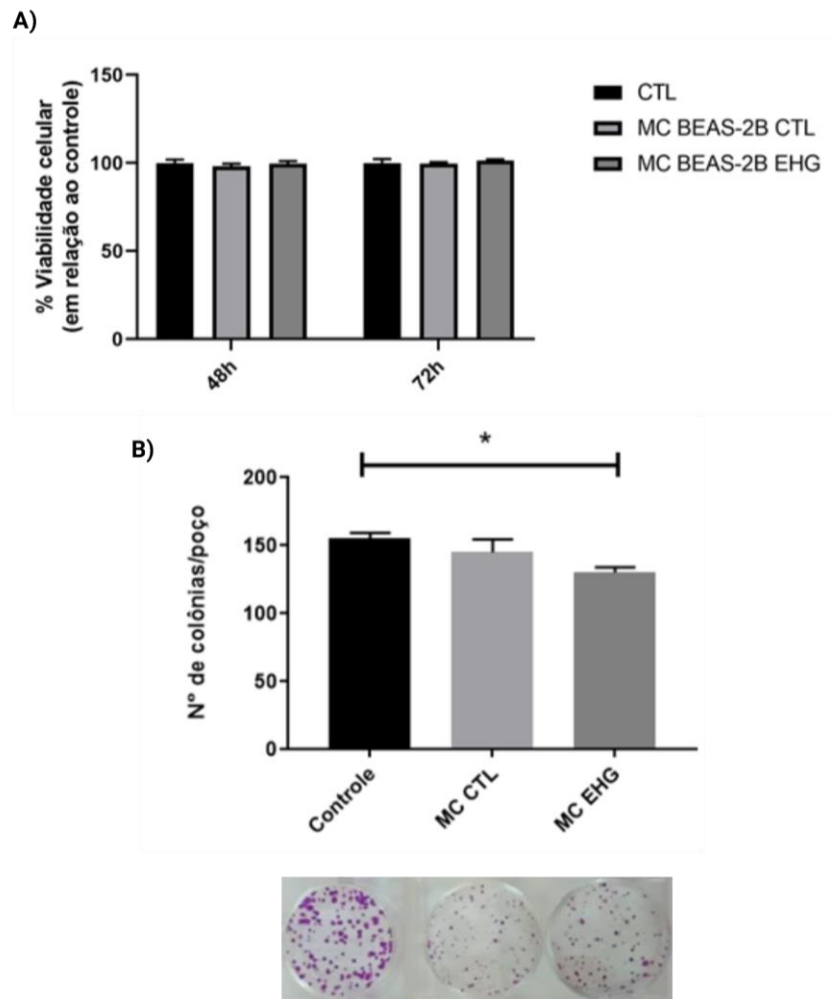 A)
% Viabilidade celular
(em relação ao controle)
150
100
50
0
48h
72h
CTL
MC BEAS-2B CTL
MC BEAS-2B EHG
B)
*
Nº de colônias/poço
200
150
100
50
0
Controle
MC CTL
MC EHG